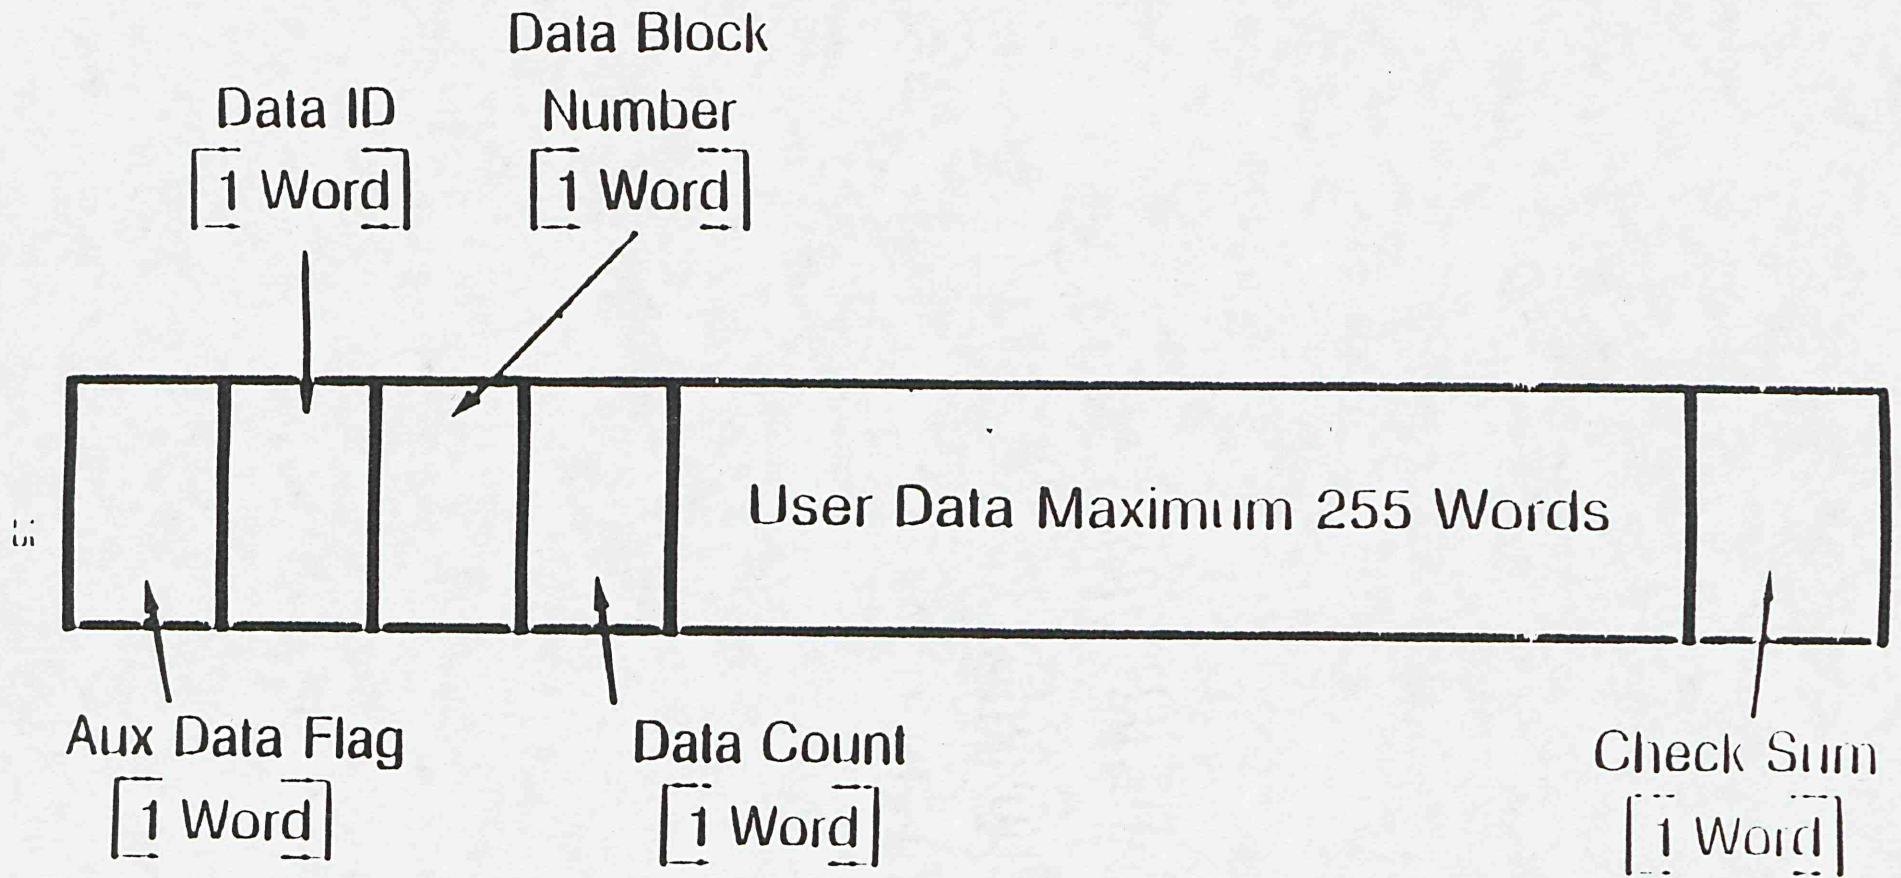 Data Block
Data ID Number
[1 Word] [1 Word]
User Data Maximum 255 Words
Aux Data Flag Data Count Check Sum
[1 Word] [1 Word] [1 Word]